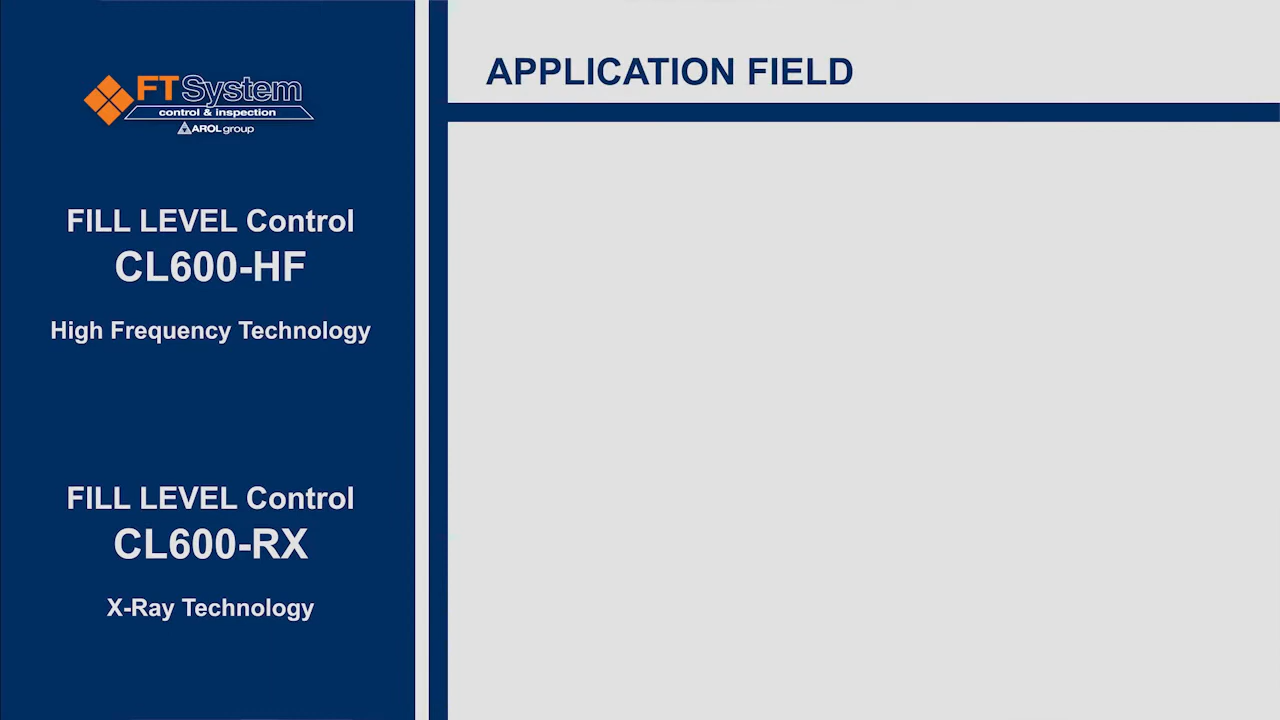 FTSystem
control & inspection
AROL group
FILL LEVEL Control
CL600-HF
High Frequency Technology
FILL LEVEL Control
CL600-RX
X-Ray Technology
APPLICATION FIELD